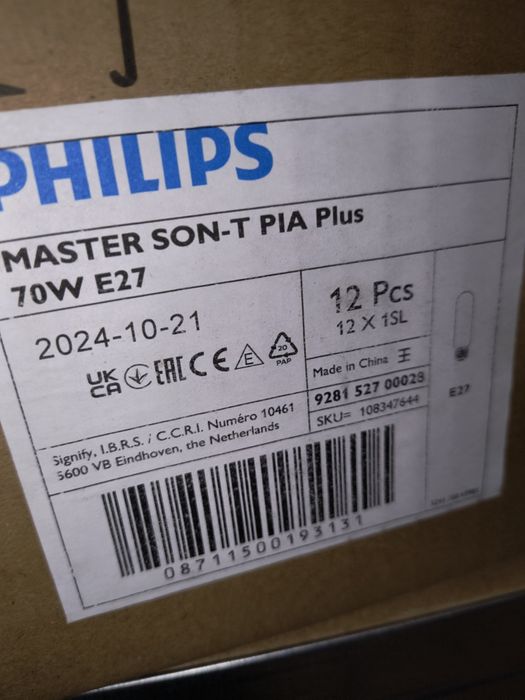 PHILIPS
MASTER SON-T PIA Plus
70W E27
2024-10-21
12 Pcs
12 X 1SL
UK
CA
EAC CE E
20
PAP
Made in China 王
9281 527 00028
SKU= 108347644
E27
Signify, I.B.R.S. / C.C.R.I. Numéro 10461
5600 VB Eindhoven, the Netherlands
08711500193131